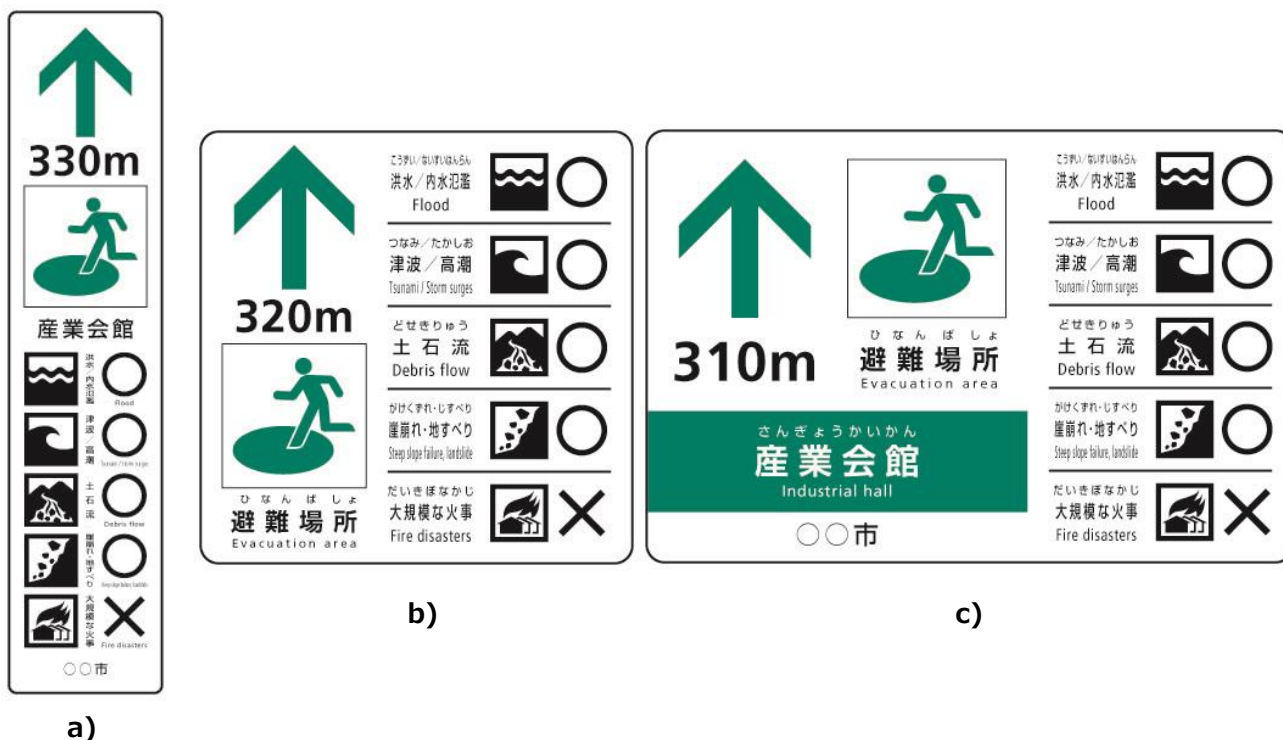 330m
産業会館
洪水／内水氾濫
Flood
津波／高潮
Tsunami / Storm surges
土石流
Debris flow
崖崩れ・地すべり
Steep slope failure, landslide
大規模な火事
Fire disasters
○○市
a)
320m
ひなんばしょ
避難場所
Evacuation area
こうずい/ないすいはんらん
洪水/内水氾濫
Flood
つなみ／たかしお
津波／高潮
Tsunami / Storm surges
どせきりゅう
土石流
Debris flow
がけくずれ・じすべり
崖崩れ・地すべり
Steep slope failure, landslide
だいきぼなかじ
大規模な火事
Fire disasters
b)
310m
ひなんばしょ
避難場所
Evacuation area
さんぎょうかいかん
産業会館
Industrial hall
○○市
こうずい/ないすいはんらん
洪水/内水氾濫
Flood
つなみ／たかしお
津波／高潮
Tsunami / Storm surges
どせきりゅう
土石流
Debris flow
がけくずれ・じすべり
崖崩れ・地すべり
Steep slope failure, landslide
だいきぼなかじ
大規模な火事
Fire disasters
c)